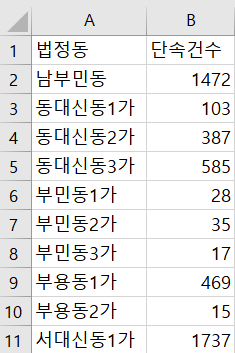 A B
1 법정동 단속건수
2 남부민동 1472
3 동대신동1가 103
4 동대신동2가 387
5 동대신동3가 585
6 부민동1가 28
7 부민동2가 35
8 부민동3가 17
9 부용동1가 469
10 부용동2가 15
11 서대신동1가 1737